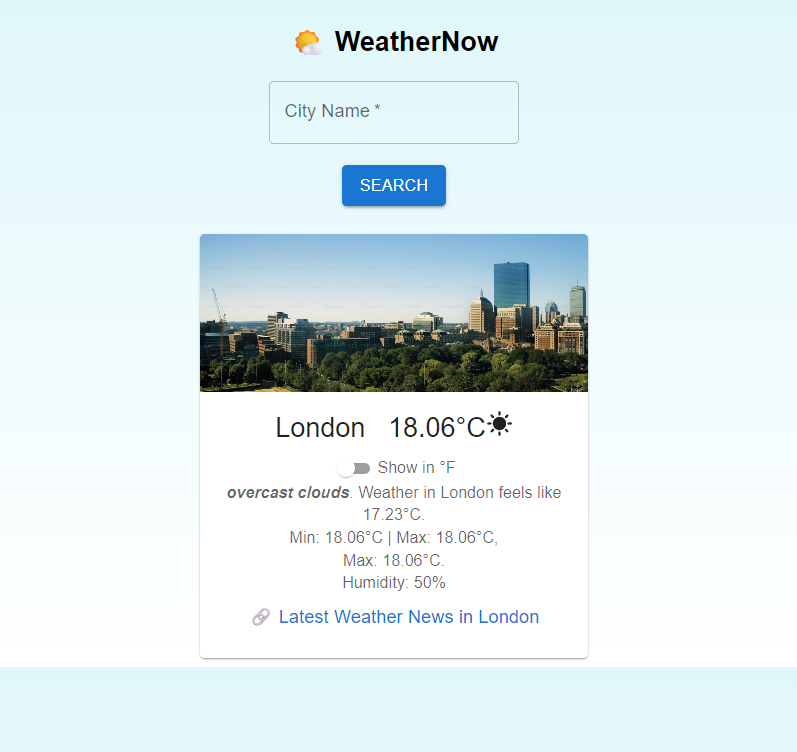 WeatherNow
City Name *
SEARCH
London 18.06°C
Show in °F
overcast clouds. Weather in London feels like
17.23°C.
Min: 18.06°C | Max: 18.06°C,
Max: 18.06°C.
Humidity: 50%
Latest Weather News in London